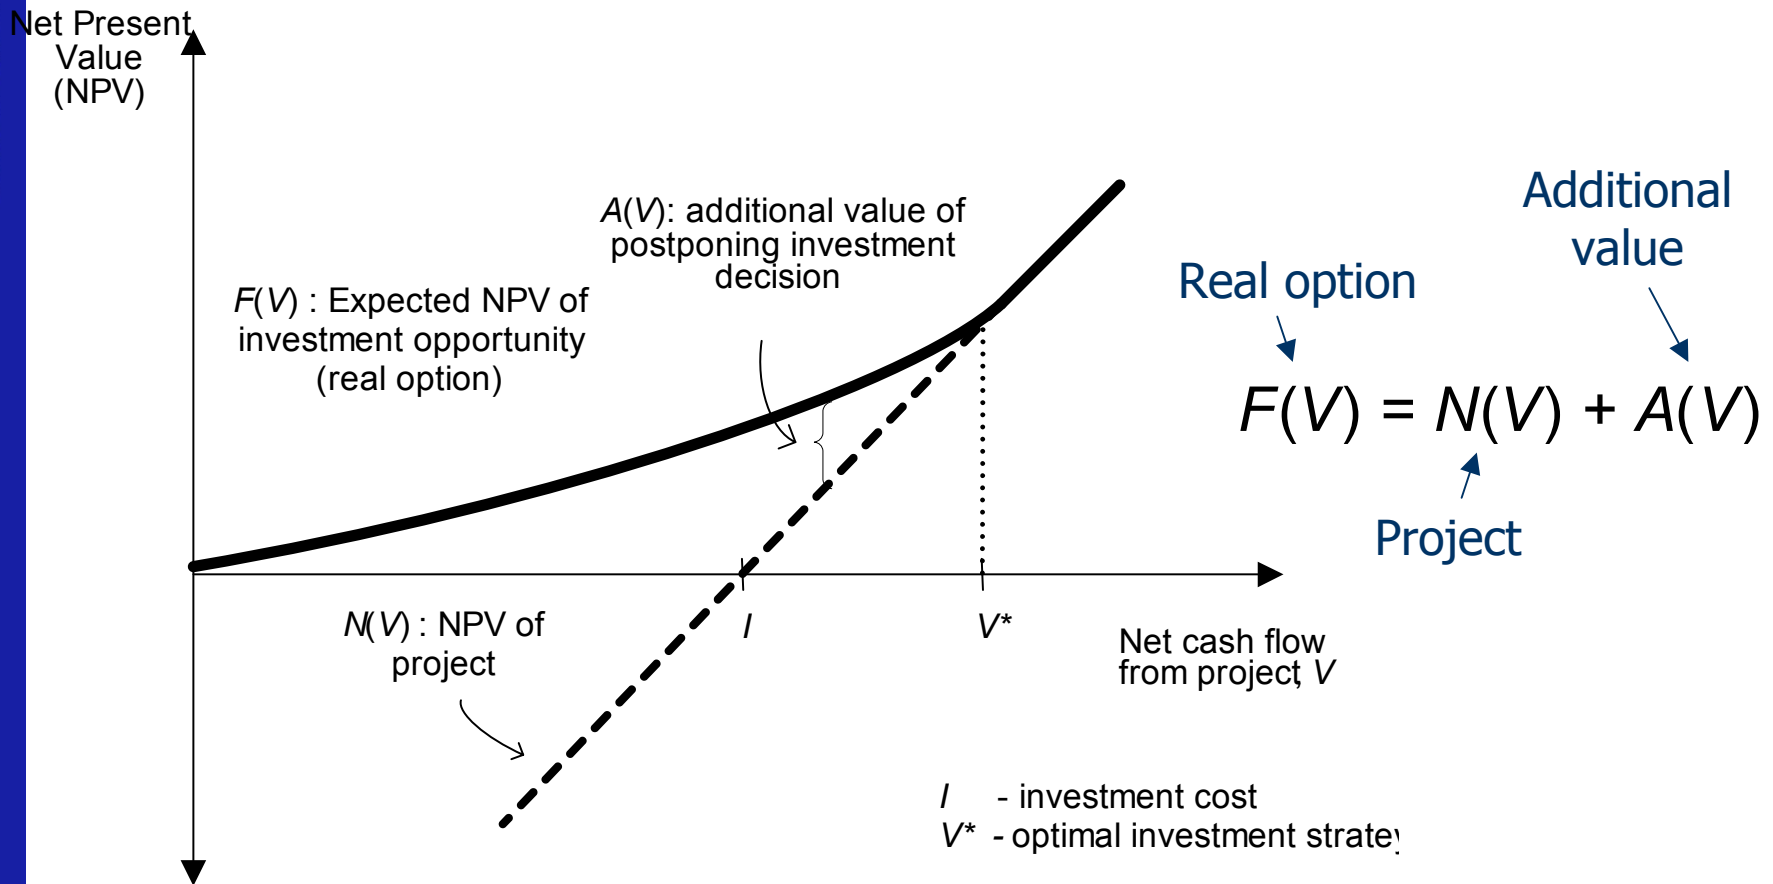 Net Present
Value
(NPV)
A(V): additional value of
postponing investment
decision
F(V) : Expected NPV of
investment opportunity
(real option)
Additional
value
Real option
F(V) = N(V) + A(V)
Project
I
V*
N(V) : NPV of
project
Net cash flow
from project, V
I - investment cost
V* - optimal investment stratey